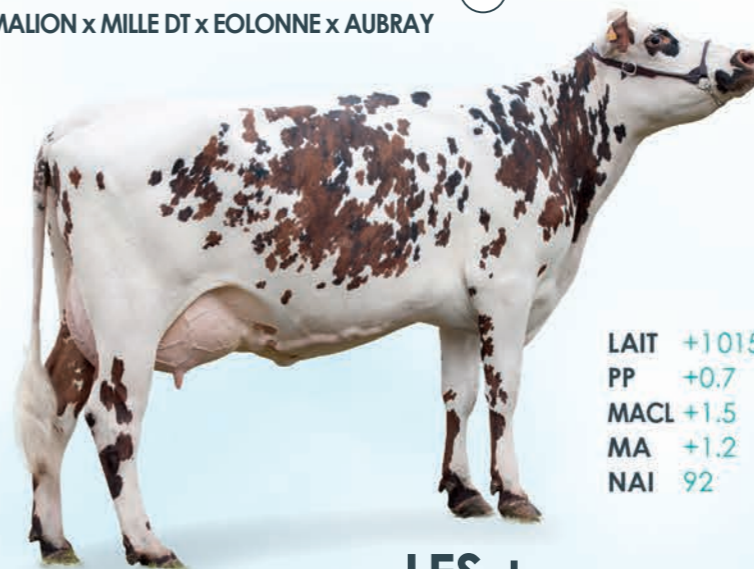 MALION x MILLE DT x EOLONNE x AUBRAY
LAIT +1015
PP +0.7
MACL +1.5
MA +1.2
NAI 92
LES +